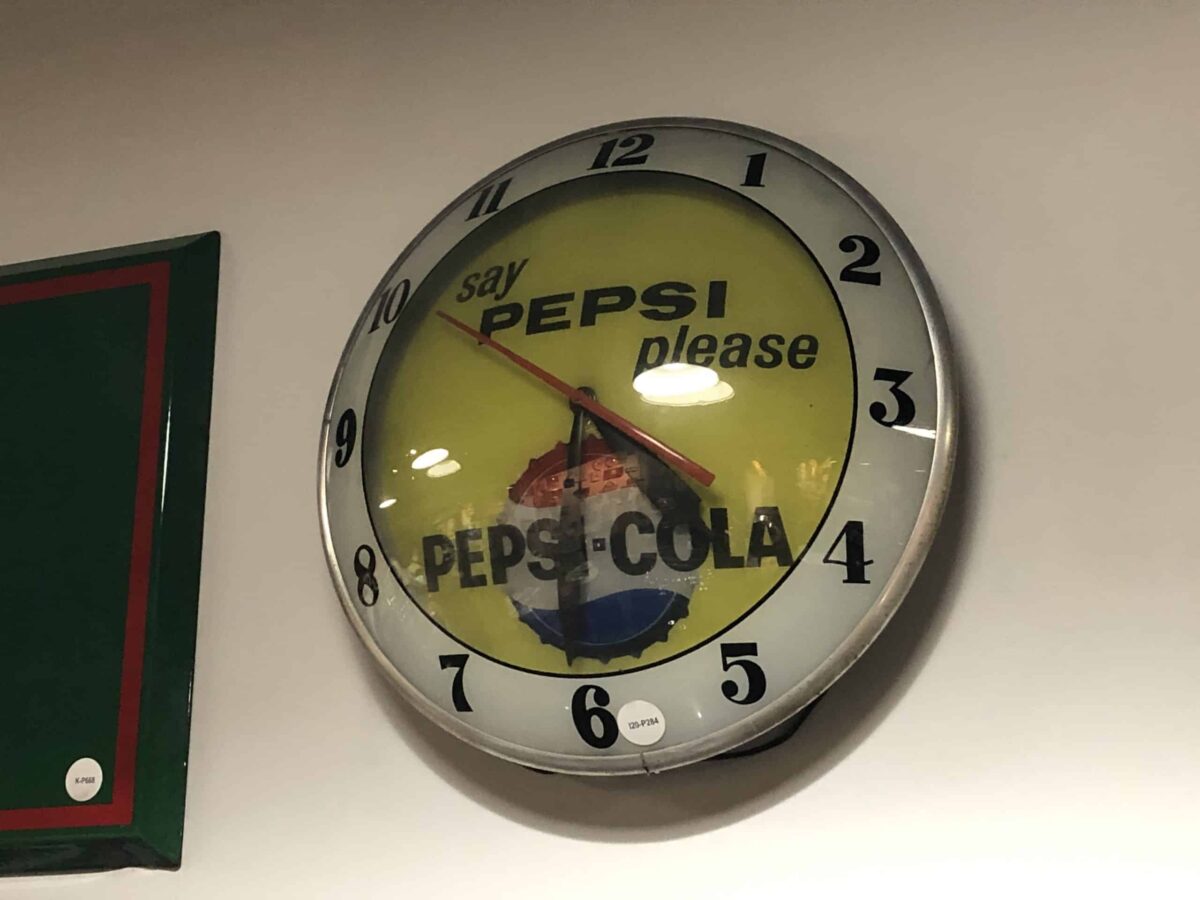 12
11
1
10
2
9
3
8
4
7
5
6
say
PEPSI
please
PEPSI·COLA
I20-P284
K-P668